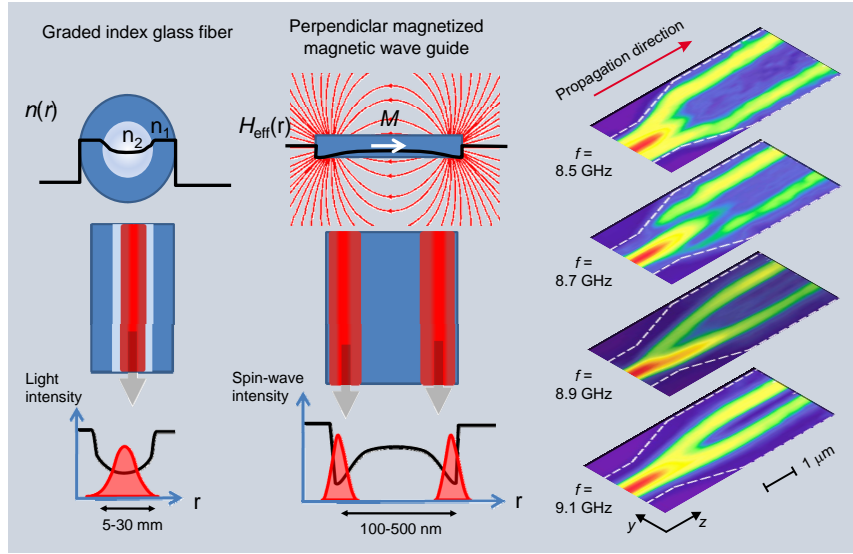 Graded index glass fiber
n(r)
n2
n1
Light
intensity
r
5-30 mm
Perpendiclar magnetized
magnetic wave guide
Heff(r)
M
Spin-wave
intensity
r
100-500 nm
Propagation direction
f =
8.5 GHz
f =
8.7 GHz
f =
8.9 GHz
f =
9.1 GHz
1 μm
y
z